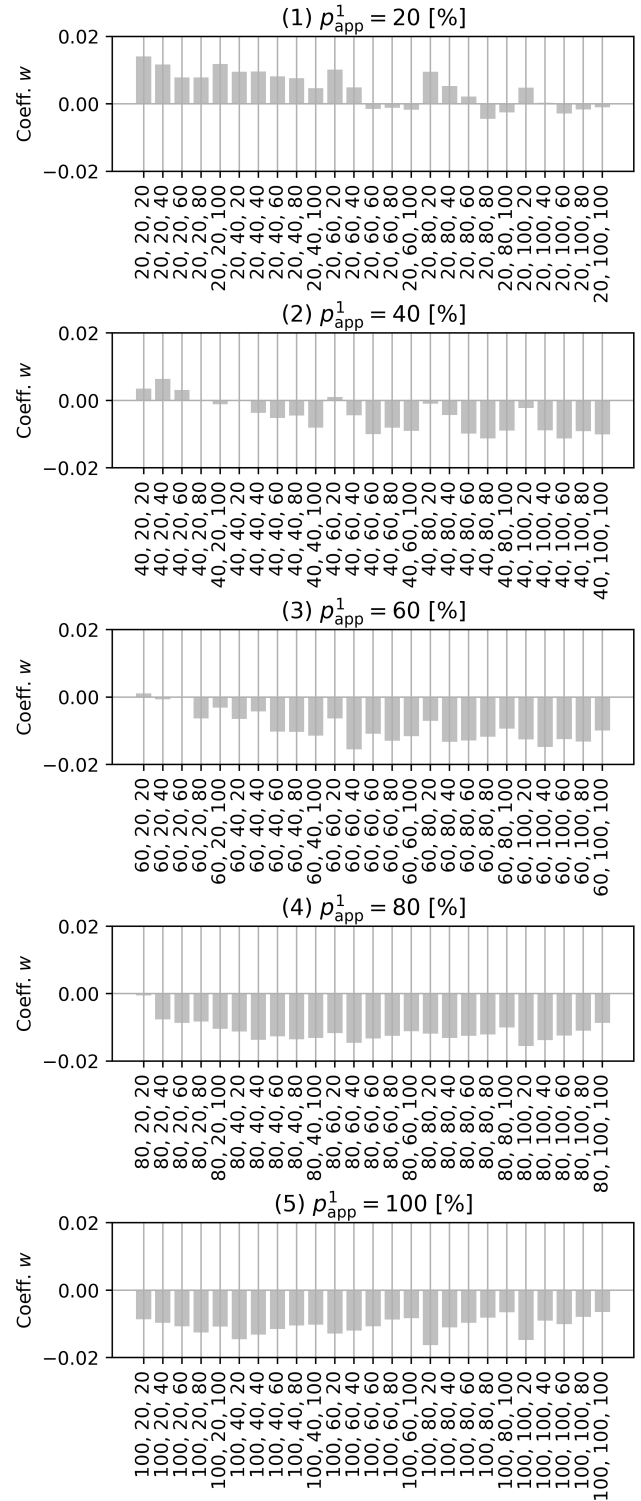 (1) p¹app = 20 [%]
0.02
0.00
−0.02
Coeff. w
20, 20, 20
20, 20, 40
20, 20, 60
20, 20, 80
20, 20, 100
20, 40, 20
20, 40, 40
20, 40, 60
20, 40, 80
20, 40, 100
20, 60, 20
20, 60, 40
20, 60, 60
20, 60, 80
20, 60, 100
20, 80, 20
20, 80, 40
20, 80, 60
20, 80, 80
20, 80, 100
20, 100, 20
20, 100, 40
20, 100, 60
20, 100, 80
20, 100, 100
(2) p¹app = 40 [%]
0.02
0.00
−0.02
Coeff. w
40, 20, 20
40, 20, 40
40, 20, 60
40, 20, 80
40, 20, 100
40, 40, 20
40, 40, 40
40, 40, 60
40, 40, 80
40, 40, 100
40, 60, 20
40, 60, 40
40, 60, 60
40, 60, 80
40, 60, 100
40, 80, 20
40, 80, 40
40, 80, 60
40, 80, 80
40, 80, 100
40, 100, 20
40, 100, 40
40, 100, 60
40, 100, 80
40, 100, 100
(3) p¹app = 60 [%]
0.02
0.00
−0.02
Coeff. w
60, 20, 20
60, 20, 40
60, 20, 60
60, 20, 80
60, 20, 100
60, 40, 20
60, 40, 40
60, 40, 60
60, 40, 80
60, 40, 100
60, 60, 20
60, 60, 40
60, 60, 60
60, 60, 80
60, 60, 100
60, 80, 20
60, 80, 40
60, 80, 60
60, 80, 80
60, 80, 100
60, 100, 20
60, 100, 40
60, 100, 60
60, 100, 80
60, 100, 100
(4) p¹app = 80 [%]
0.02
0.00
−0.02
Coeff. w
80, 20, 20
80, 20, 40
80, 20, 60
80, 20, 80
80, 20, 100
80, 40, 20
80, 40, 40
80, 40, 60
80, 40, 80
80, 40, 100
80, 60, 20
80, 60, 40
80, 60, 60
80, 60, 80
80, 60, 100
80, 80, 20
80, 80, 40
80, 80, 60
80, 80, 80
80, 80, 100
80, 100, 20
80, 100, 40
80, 100, 60
80, 100, 80
80, 100, 100
(5) p¹app = 100 [%]
0.02
0.00
−0.02
Coeff. w
100, 20, 20
100, 20, 40
100, 20, 60
100, 20, 80
100, 20, 100
100, 40, 20
100, 40, 40
100, 40, 60
100, 40, 80
100, 40, 100
100, 60, 20
100, 60, 40
100, 60, 60
100, 60, 80
100, 60, 100
100, 80, 20
100, 80, 40
100, 80, 60
100, 80, 80
100, 80, 100
100, 100, 20
100, 100, 40
100, 100, 60
100, 100, 80
100, 100, 100